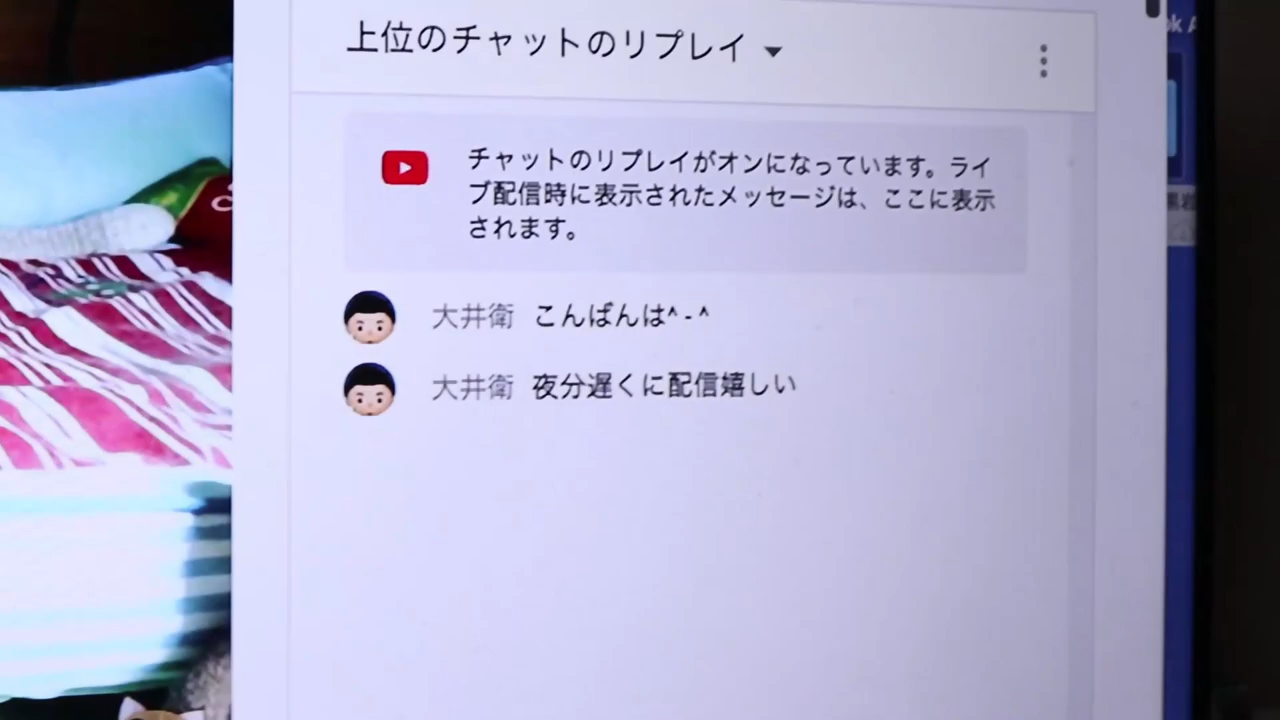 上位のチャットのリプレイ
チャットのリプレイがオンになっています。ライ
ブ配信時に表示されたメッセージは、ここに表示
されます。
大井衛 こんばんは^ - ^
大井衛 夜分遅くに配信嬉しい